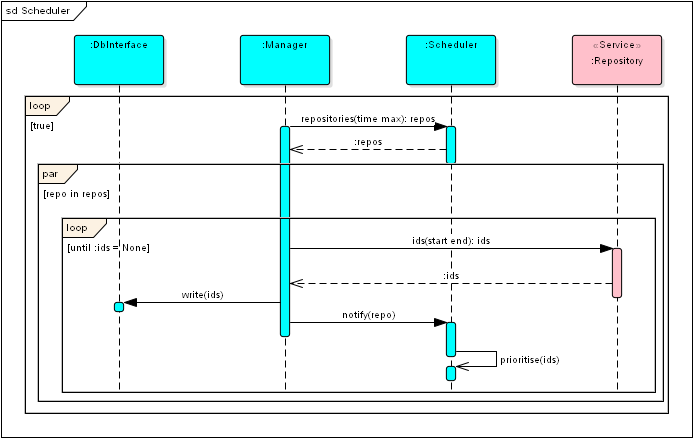 sd Scheduler
:DbInterface
:Manager
:Scheduler
«Service»
:Repository
loop
[true]
repositories(time max): repos
:repos
par
[repo in repos]
loop
[until :ids = None]
ids(start end): ids
:ids
write(ids)
notify(repo)
prioritise(ids)